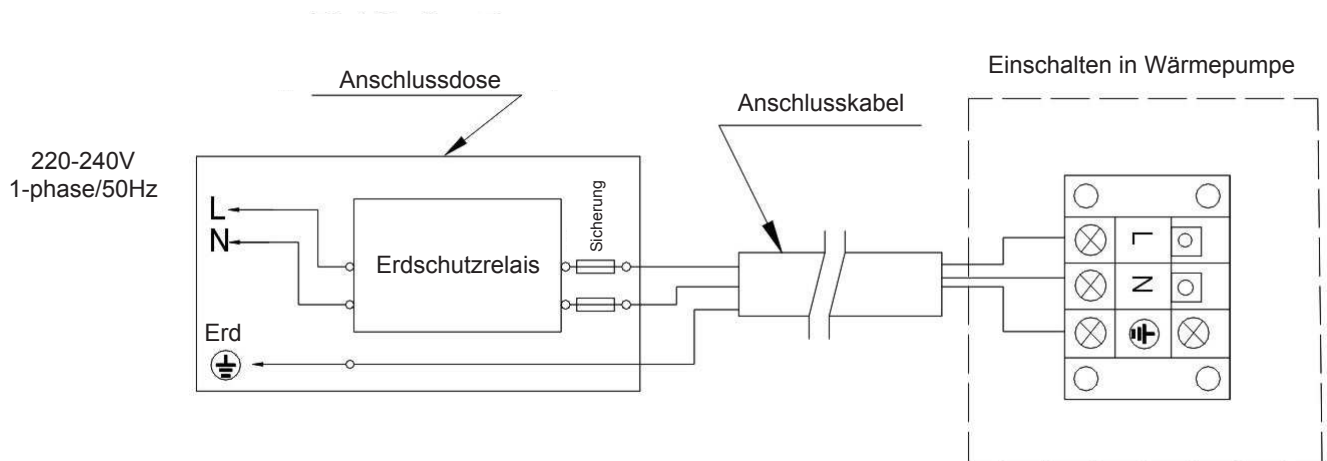 Anschlussdose
Einschalten in Wärmepumpe
Anschlusskabel
220-240V
1-phase/50Hz
L
N
Erdschutzrelais
Sicherung
Erd
L
N